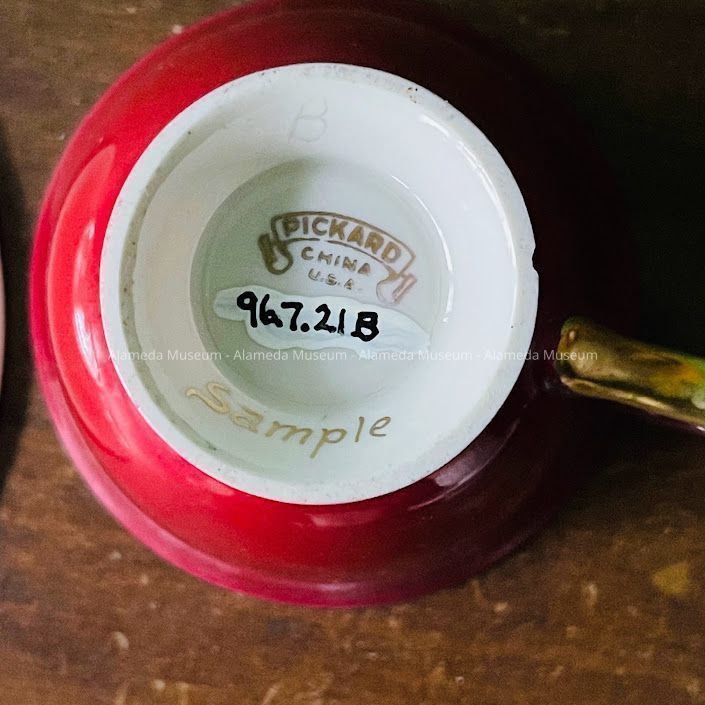 B
PICKARD
CHINA
U.S.A.
967.21B
Alameda Museum - Alameda Museum - Alameda Museum - Alameda Museum
Sample